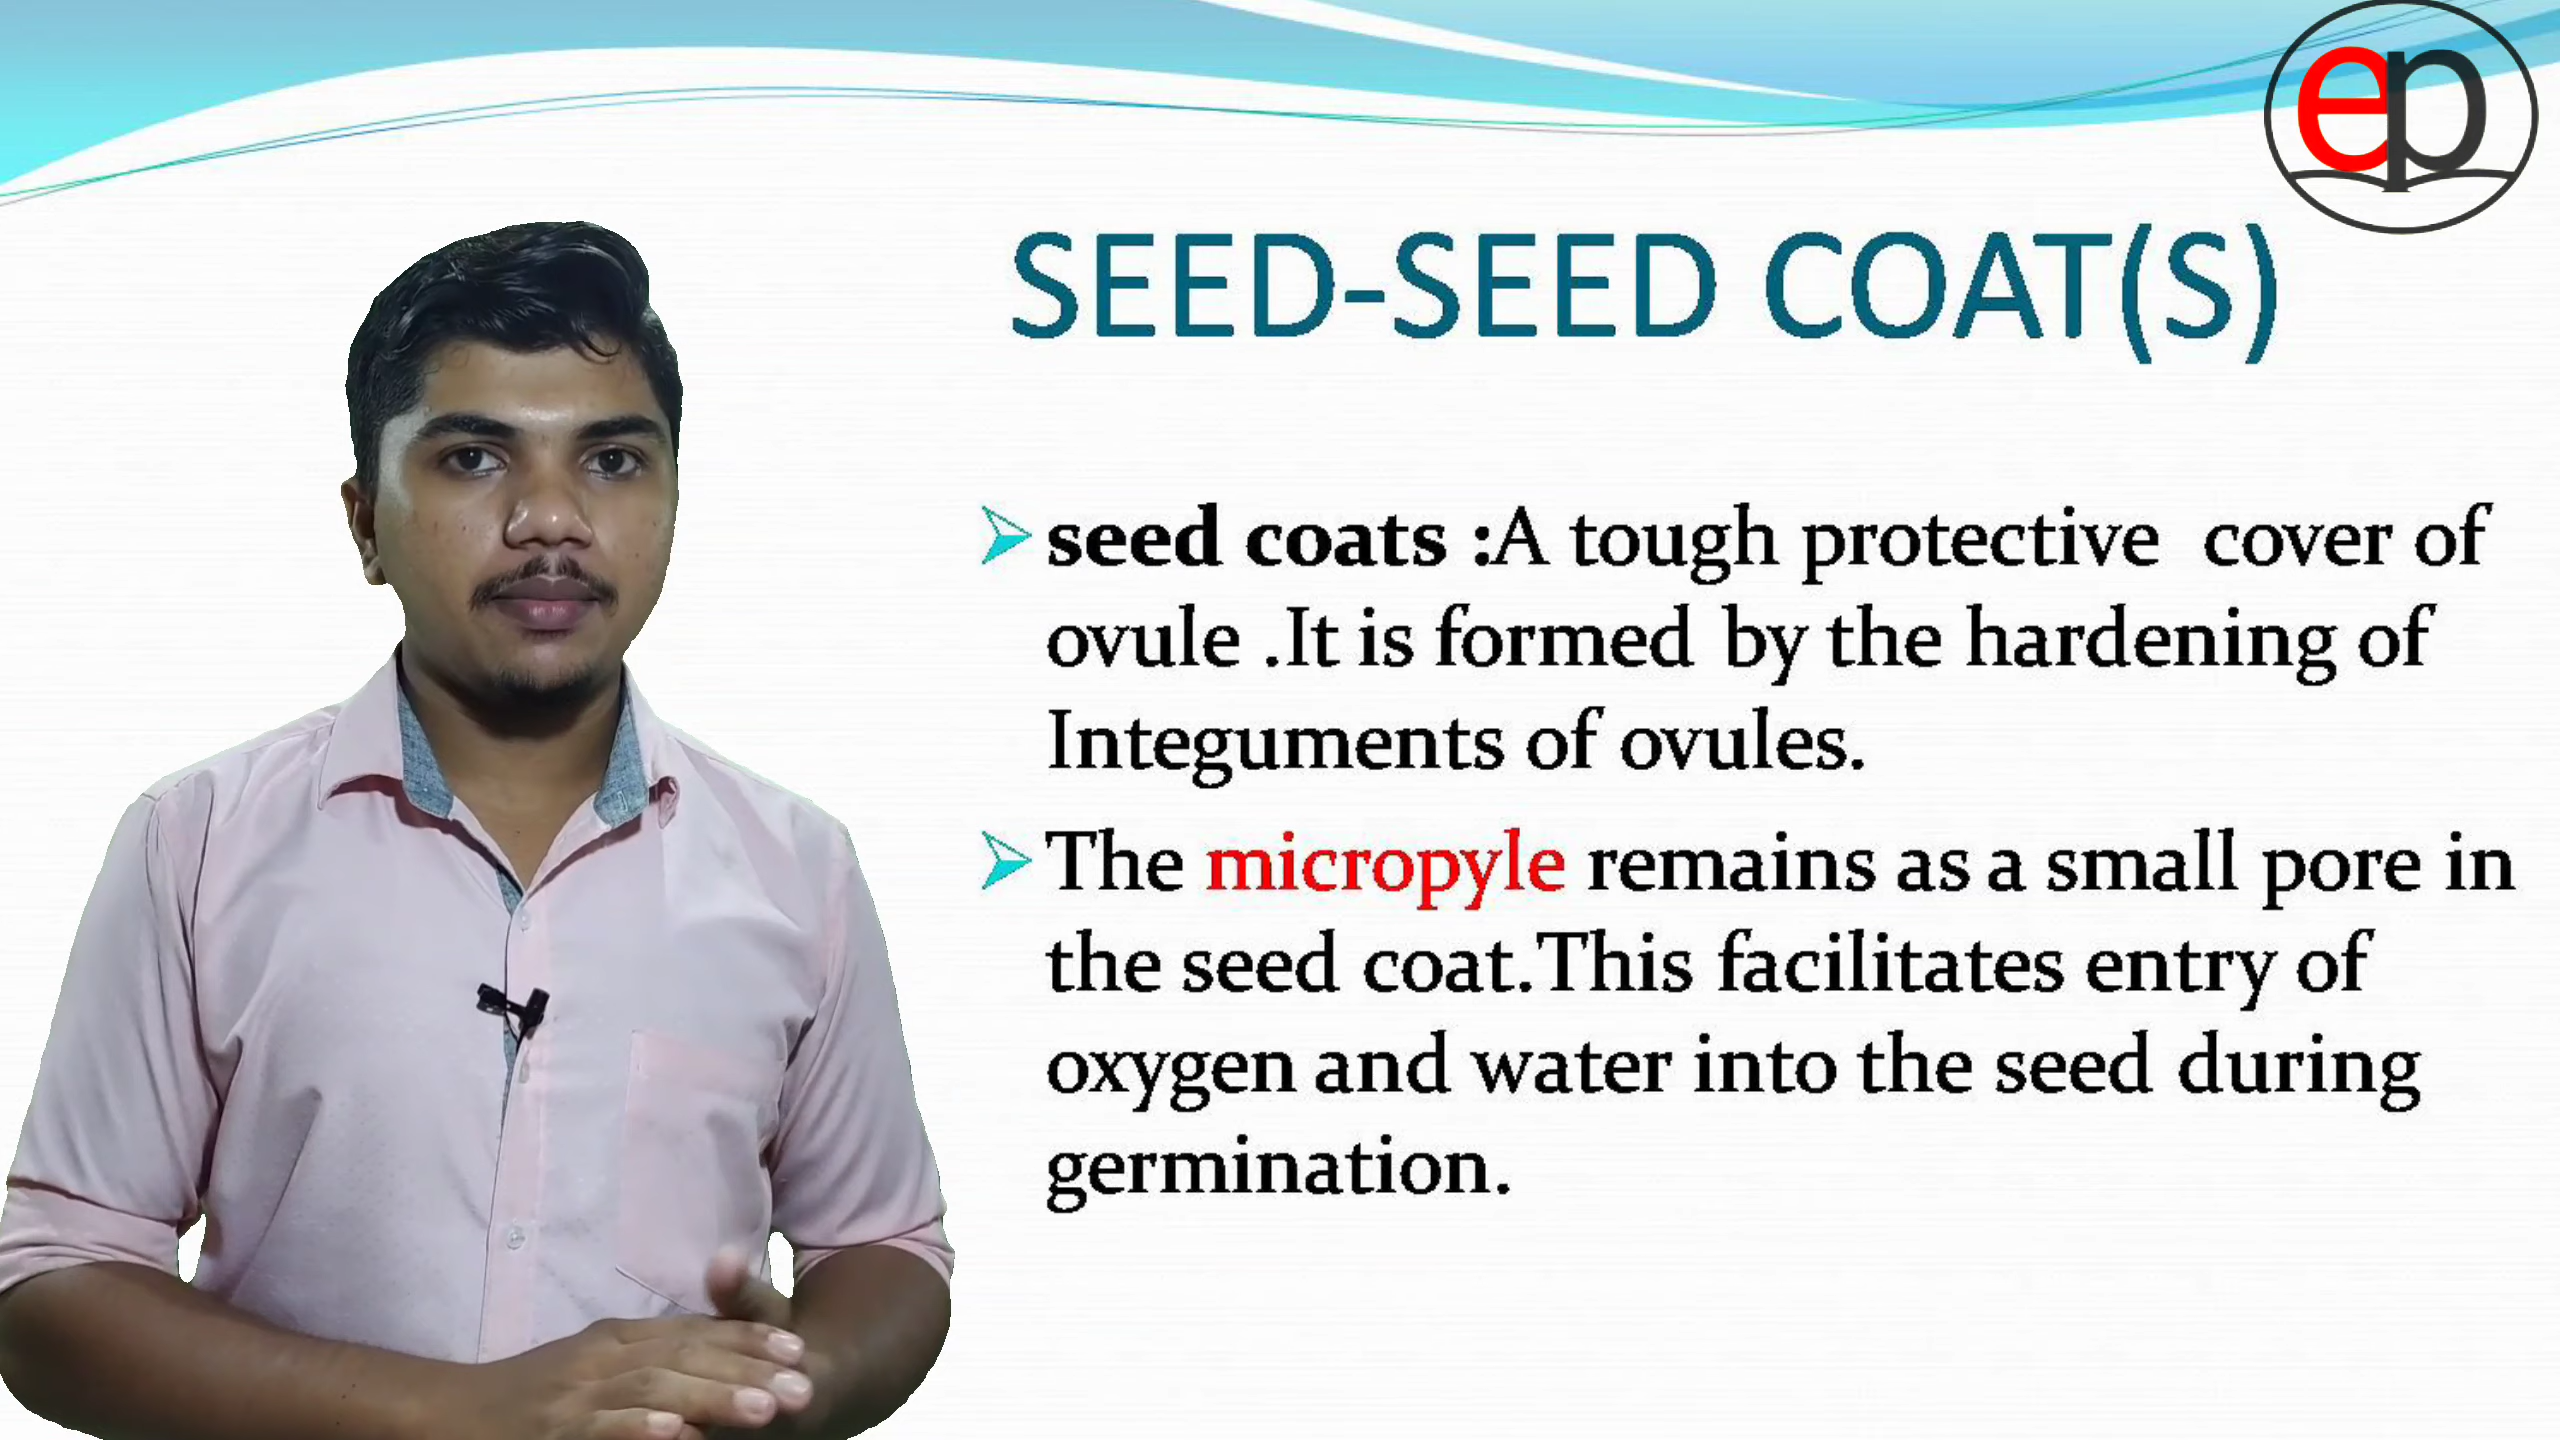 ep
SEED-SEED COAT(S)
seed coats :A tough protective cover of
ovule .It is formed by the hardening of
Integuments of ovules.
The micropyle remains as a small pore in
the seed coat.This facilitates entry of
oxygen and water into the seed during
germination.